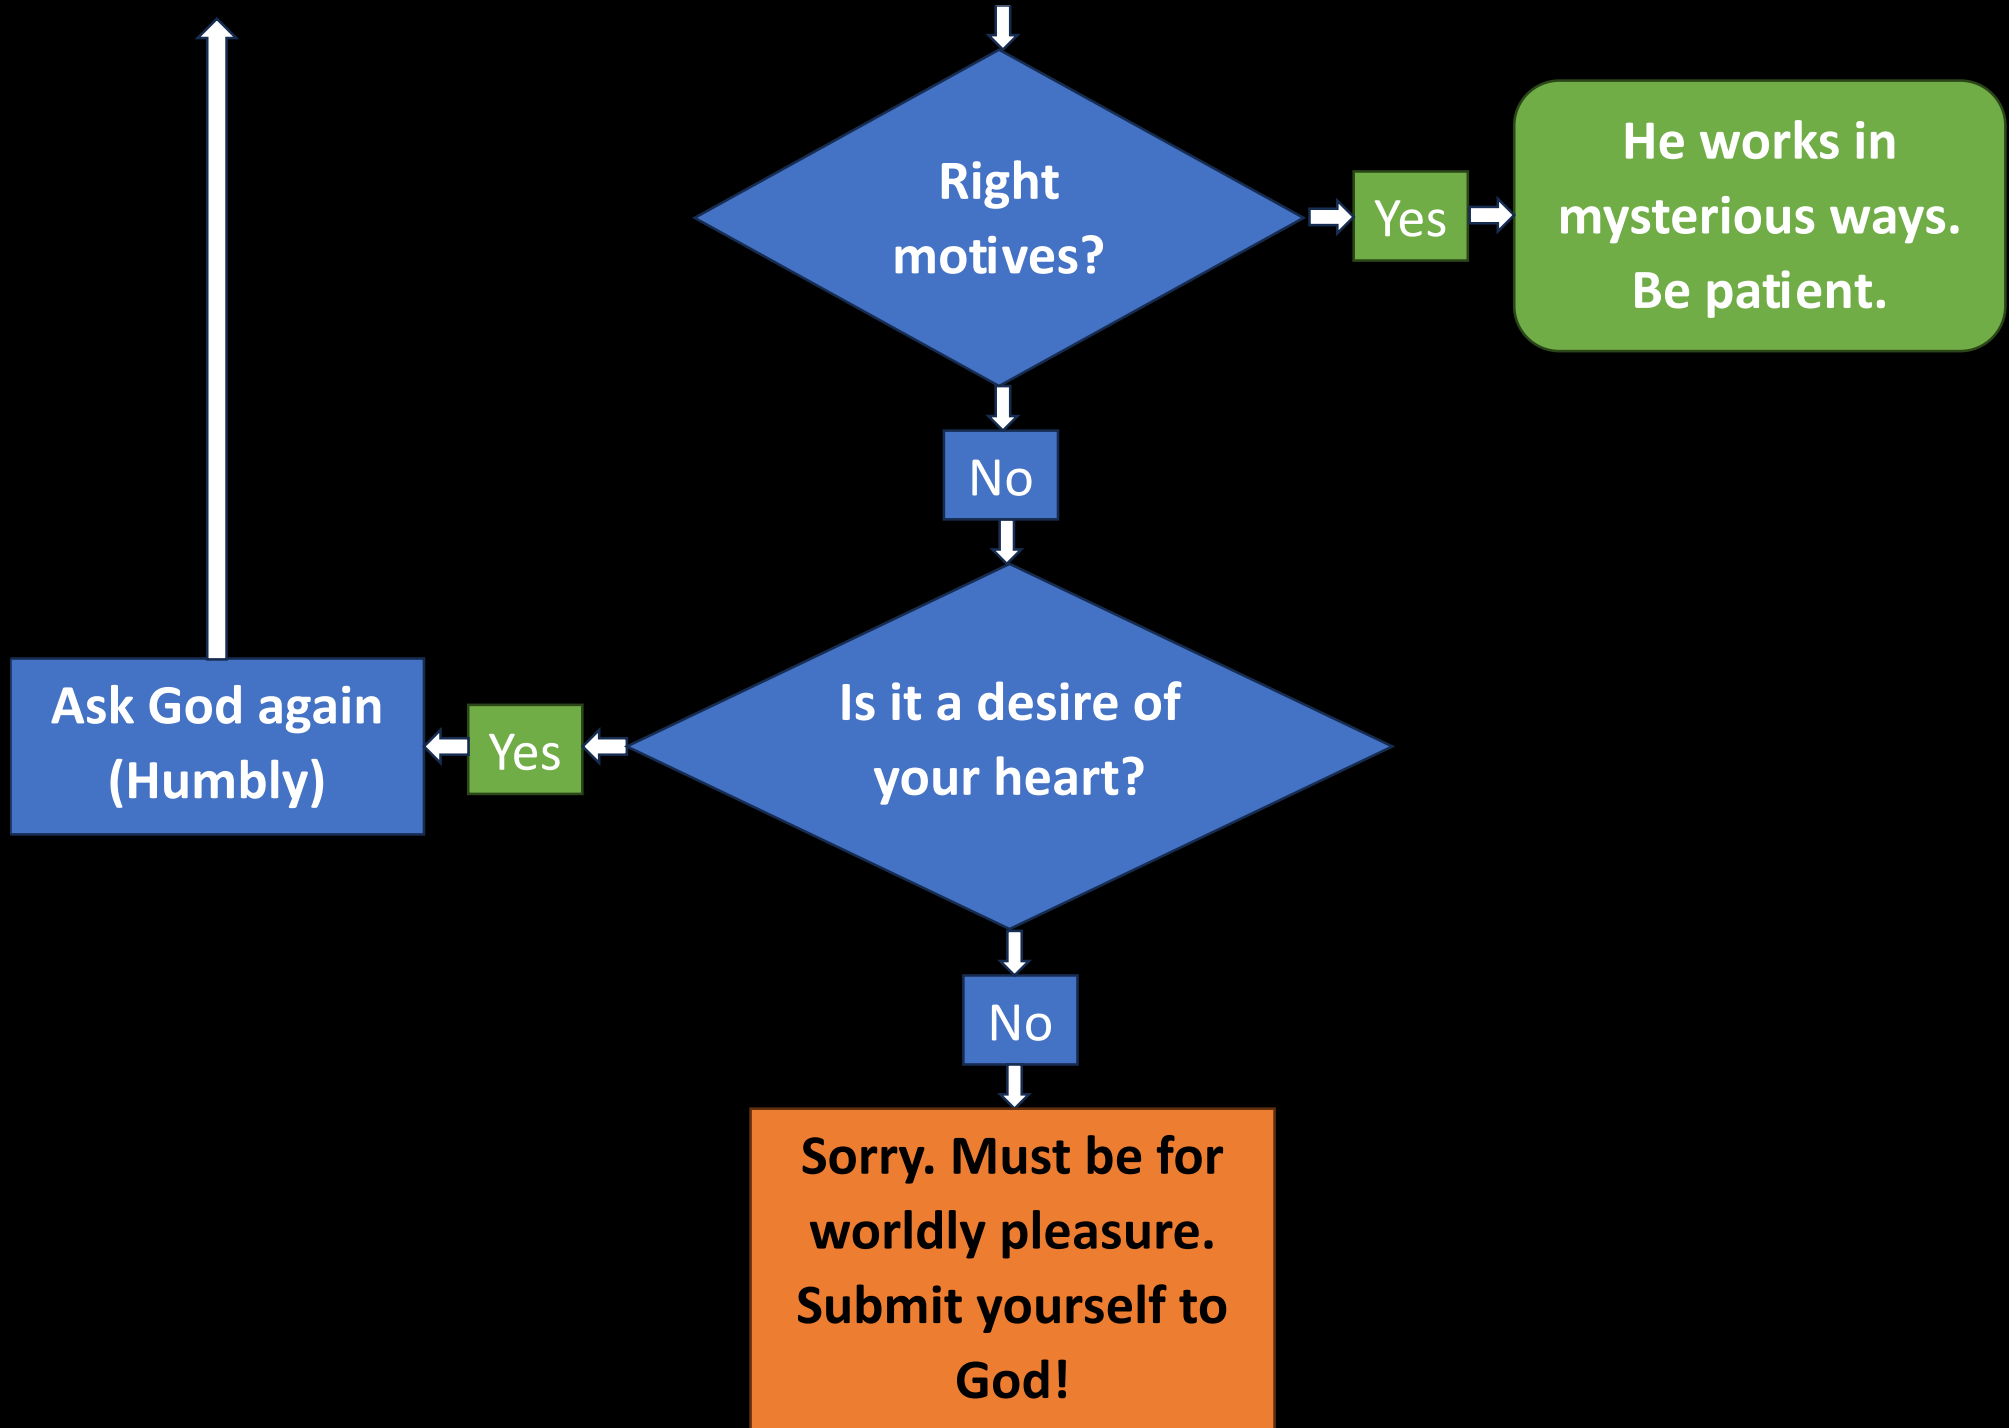 Right
motives?
Yes
He works in
mysterious ways.
Be patient.
No
Is it a desire of
your heart?
Yes
Ask God again
(Humbly)
No
Sorry. Must be for
worldly pleasure.
Submit yourself to
God!